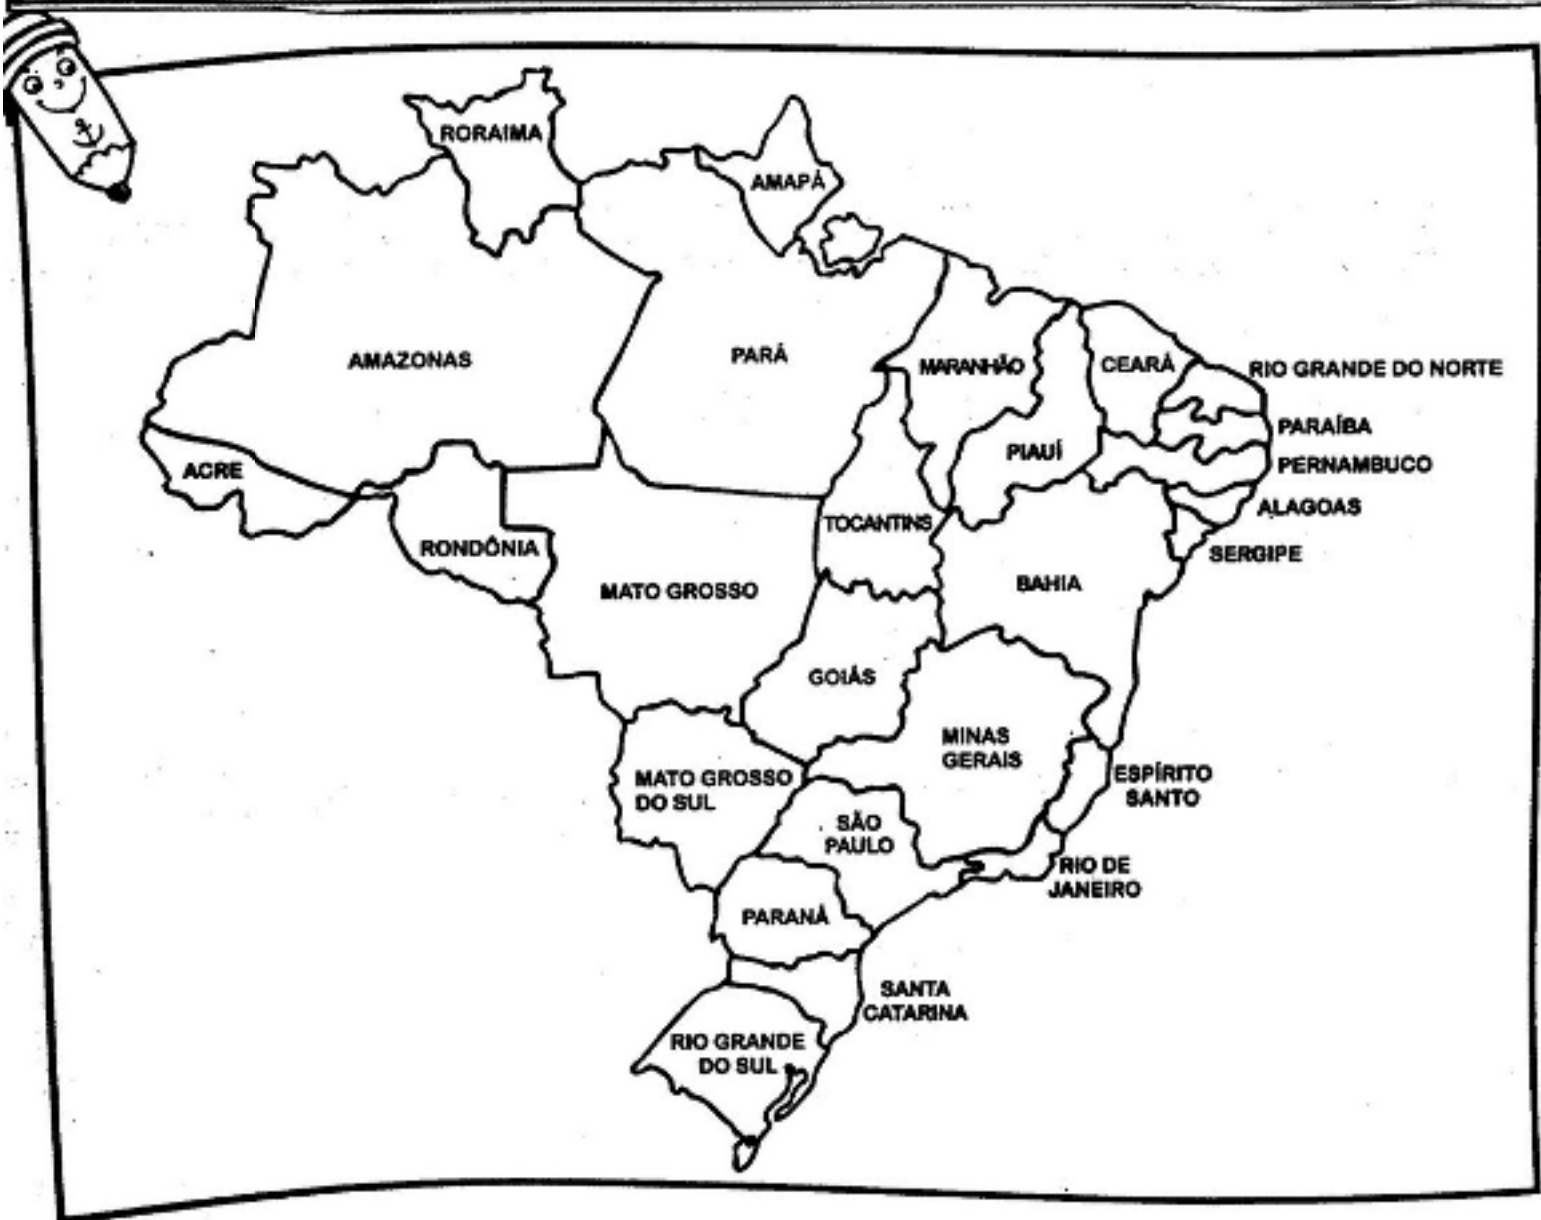 RORAIMA
AMAPÁ
AMAZONAS
PARÁ
MARANHÃO
CEARÁ
RIO GRANDE DO NORTE
PARAÍBA
PIAUÍ
PERNAMBUCO
ACRE
ALAGOAS
TOCANTINS
RONDÔNIA
SERGIPE
BAHIA
MATO GROSSO
GOIÁS
MINAS
GERAIS
MATO GROSSO
DO SUL
ESPÍRITO
SANTO
SÃO
PAULO
RIO DE
JANEIRO
PARANÁ
SANTA
CATARINA
RIO GRANDE
DO SUL